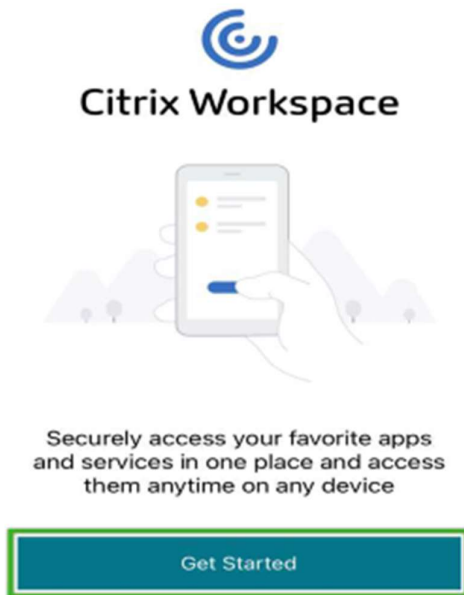 Citrix Workspace
Securely access your favorite apps
and services in one place and access
them anytime on any device
Get Started